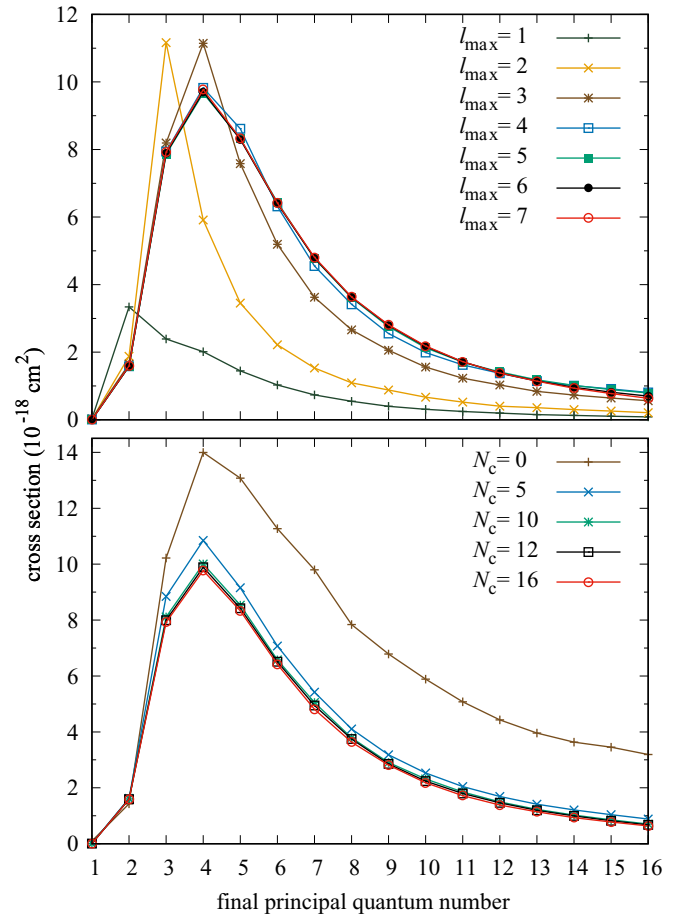 12
10
8
6
4
2
0
l_max = 1
l_max = 2
l_max = 3
l_max = 4
l_max = 5
l_max = 6
l_max = 7
cross section (10⁻¹⁸ cm²)
14
12
10
8
6
4
2
0
N_c = 0
N_c = 5
N_c = 10
N_c = 12
N_c = 16
1 2 3 4 5 6 7 8 9 10 11 12 13 14 15 16
final principal quantum number